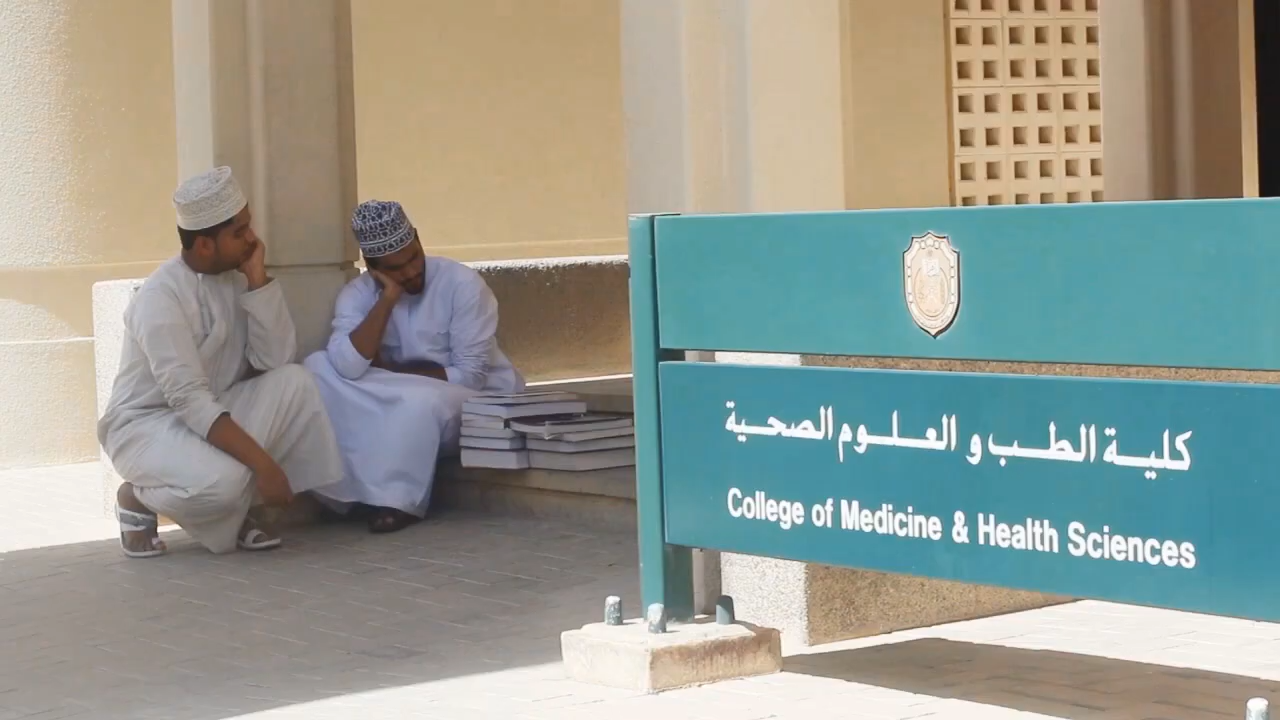 كلية الطب و العلوم الصحية
College of Medicine & Health Sciences